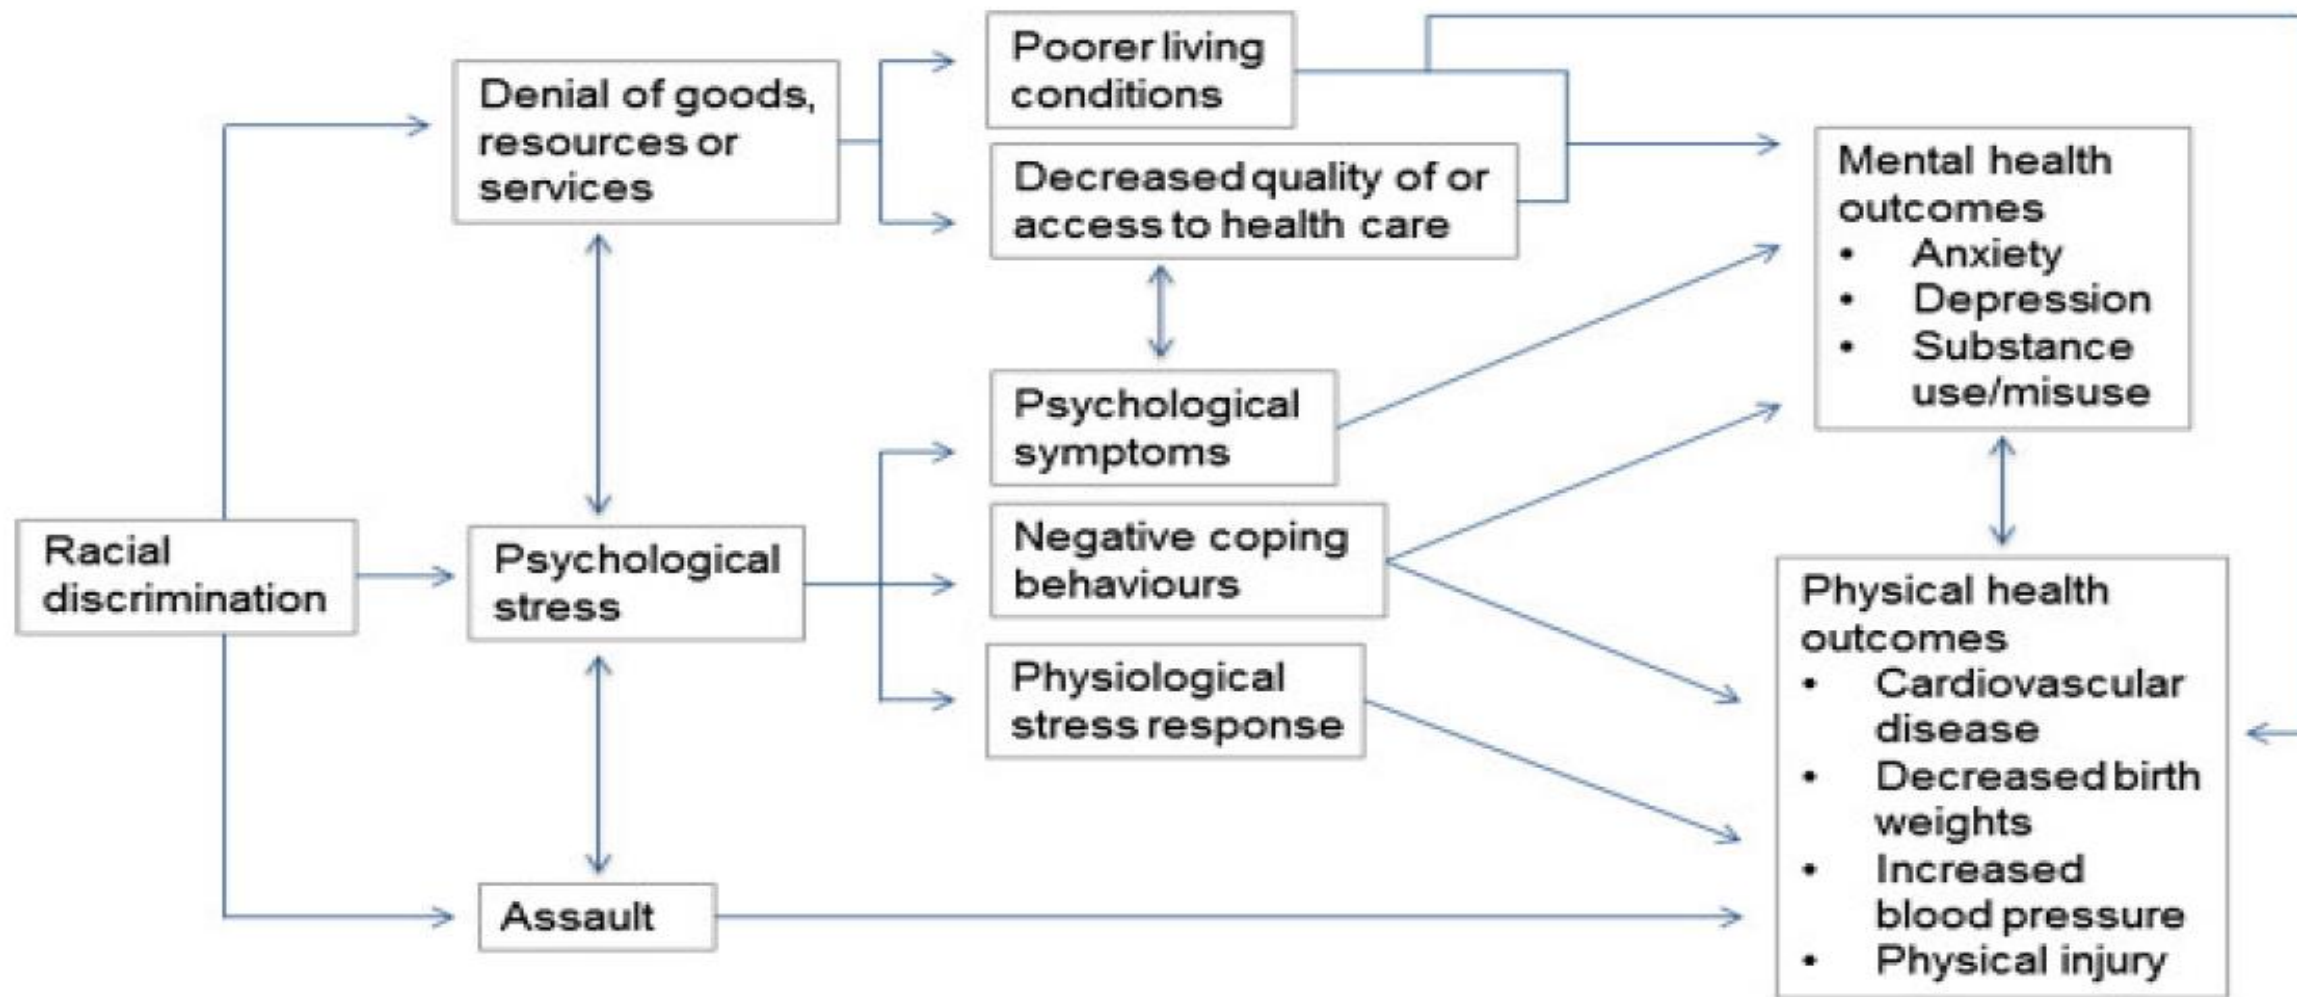 Poorer living
conditions
Denial of goods,
resources or
services
Decreased quality of or
access to health care
Mental health
outcomes
• Anxiety
• Depression
• Substance
use/misuse
Psychological
symptoms
Racial
discrimination
Psychological
stress
Negative coping
behaviours
Physiological
stress response
Physical health
outcomes
• Cardiovascular
disease
• Decreased birth
weights
• Increased
blood pressure
• Physical injury
Assault